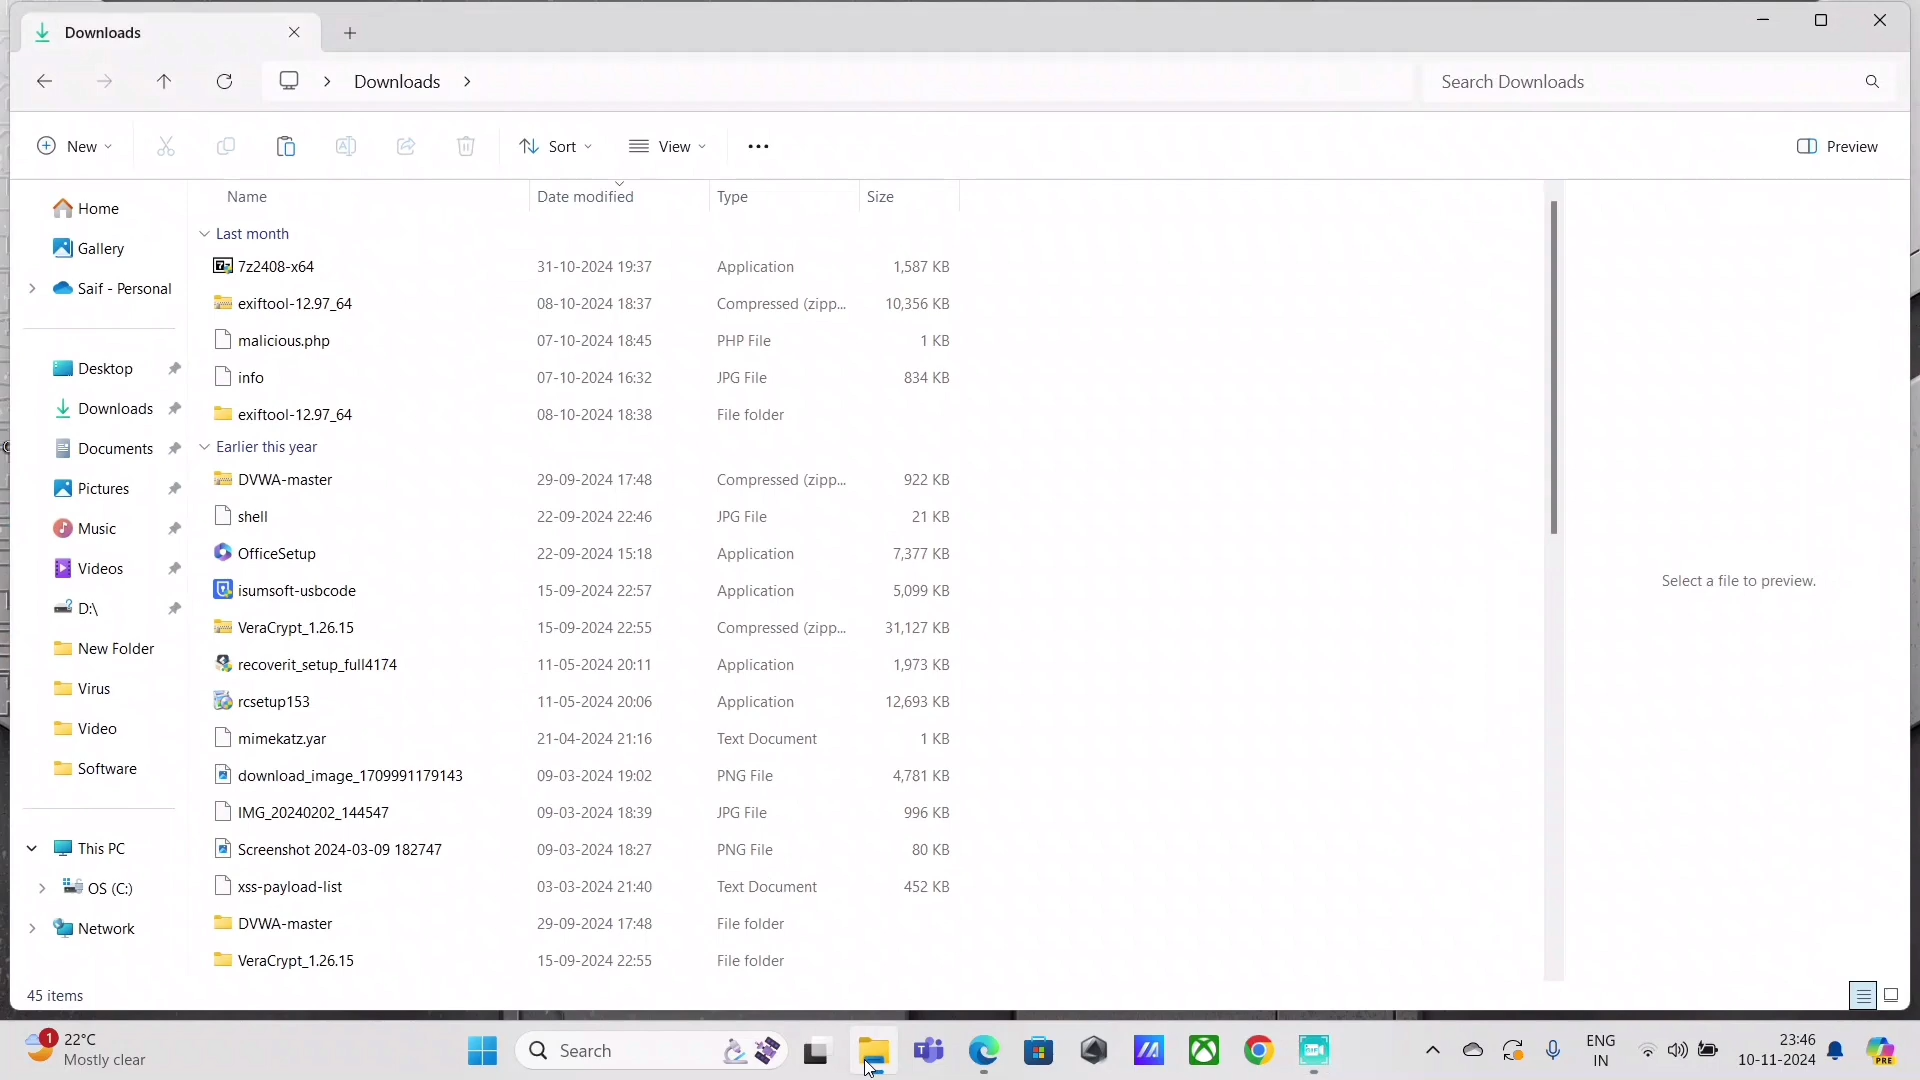 Downloads
Downloads
Search Downloads
New
Sort
View
Preview
Name Date modified Type Size
Home
Gallery
Saif - Personal
Desktop
Downloads
Documents
Pictures
Music
Videos
D:\
New Folder
Virus
Video
Software
This PC
OS (C:)
Network
Last month
7z2408-x64 31-10-2024 19:37 Application 1,587 KB
exiftool-12.97_64 08-10-2024 18:37 Compressed (zipp... 10,356 KB
malicious.php 07-10-2024 18:45 PHP File 1 KB
info 07-10-2024 16:32 JPG File 834 KB
exiftool-12.97_64 08-10-2024 18:38 File folder
Earlier this year
DVWA-master 29-09-2024 17:48 Compressed (zipp... 922 KB
shell 22-09-2024 22:46 JPG File 21 KB
OfficeSetup 22-09-2024 15:18 Application 7,377 KB
isumsoft-usbcode 15-09-2024 22:57 Application 5,099 KB
VeraCrypt_1.26.15 15-09-2024 22:55 Compressed (zipp... 31,127 KB
recoverit_setup_full4174 11-05-2024 20:11 Application 1,973 KB
rcsetup153 11-05-2024 20:06 Application 12,693 KB
mimekatz.yar 21-04-2024 21:16 Text Document 1 KB
download_image_1709991179143 09-03-2024 19:02 PNG File 4,781 KB
IMG_20240202_144547 09-03-2024 18:39 JPG File 996 KB
Screenshot 2024-03-09 182747 09-03-2024 18:27 PNG File 80 KB
xss-payload-list 03-03-2024 21:40 Text Document 452 KB
DVWA-master 29-09-2024 17:48 File folder
VeraCrypt_1.26.15 15-09-2024 22:55 File folder
Select a file to preview.
45 items
1
22°C
Mostly clear
Search
ENG
IN
23:46
10-11-2024
PRE